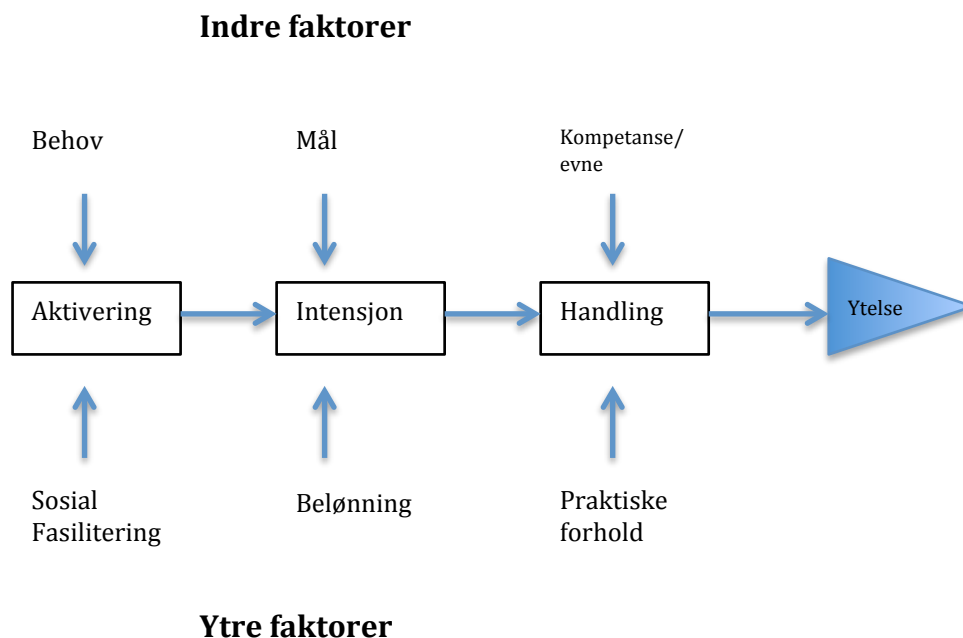 Indre faktorer
Behov
Mål
Kompetanse/
evne
Aktivering
Intensjon
Handling
Ytelse
Sosial
Fasilitering
Belønning
Praktiske
forhold
Ytre faktorer